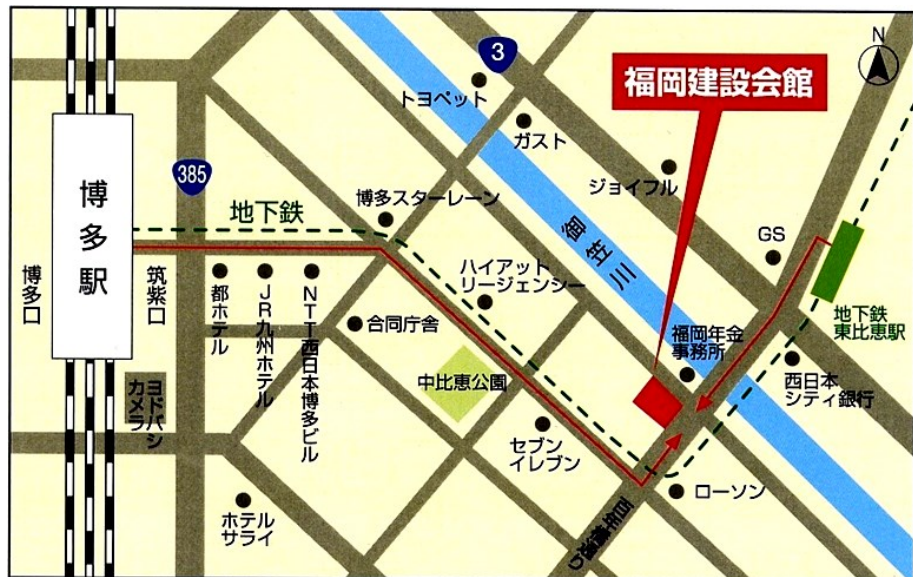 3
N
福岡建設会館
トヨペット
ガスト
385
ジョイフル
博多駅
博多スターレーン
地下鉄
御笠川
GS
博多口
筑紫口
都ホテル
JR九州ホテル
NTT西日本博多ビル
ハイアット
リージェンシー
合同庁舎
地下鉄
東比恵駅
福岡年金
事務所
中比恵公園
西日本
シティ銀行
ヨドバシ
カメラ
セブン
イレブン
ローソン
ホテル
サライ